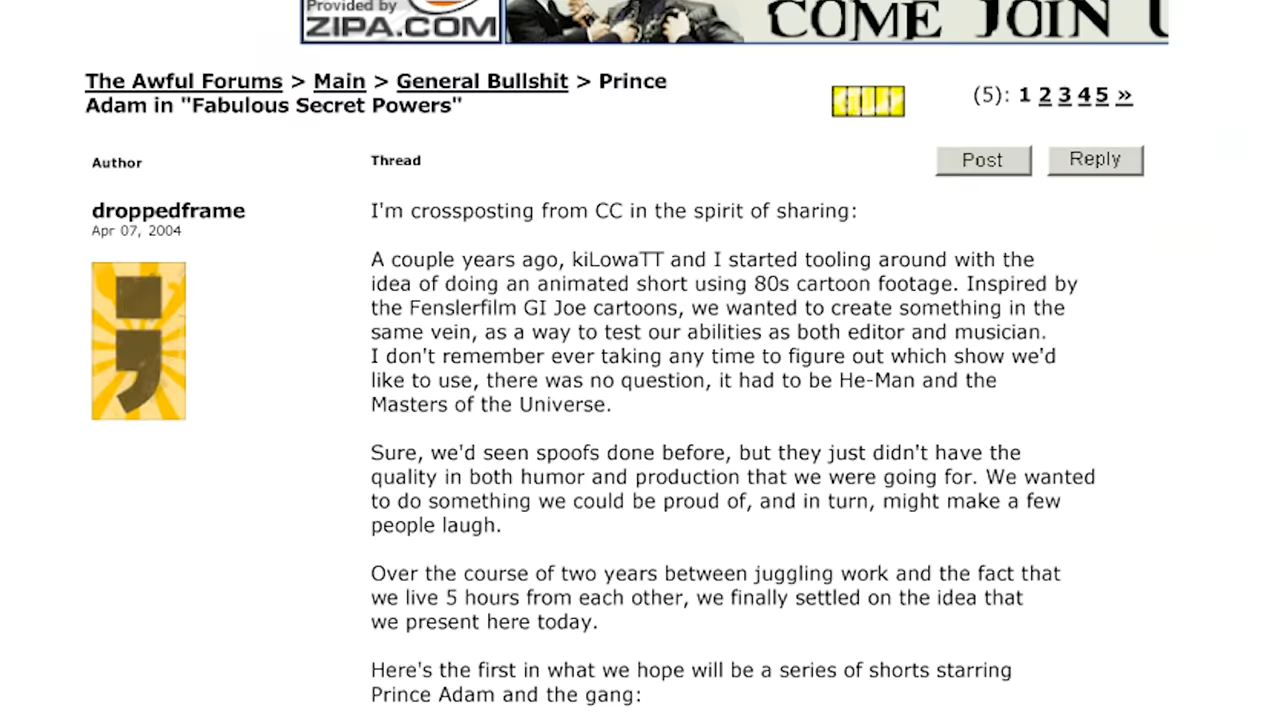 Provided by
ZIPA.COM
COME JOIN
The Awful Forums > Main > General Bullshit > Prince
Adam in "Fabulous Secret Powers"
(5): 1 2 3 4 5 »
Author
Thread
Post
Reply
droppedframe
Apr 07, 2004
I'm crossposting from CC in the spirit of sharing:
A couple years ago, kiLowaTT and I started tooling around with the
idea of doing an animated short using 80s cartoon footage. Inspired by
the Fenslerfilm GI Joe cartoons, we wanted to create something in the
same vein, as a way to test our abilities as both editor and musician.
I don't remember ever taking any time to figure out which show we'd
like to use, there was no question, it had to be He-Man and the
Masters of the Universe.
Sure, we'd seen spoofs done before, but they just didn't have the
quality in both humor and production that we were going for. We wanted
to do something we could be proud of, and in turn, might make a few
people laugh.
Over the course of two years between juggling work and the fact that
we live 5 hours from each other, we finally settled on the idea that
we present here today.
Here's the first in what we hope will be a series of shorts starring
Prince Adam and the gang: